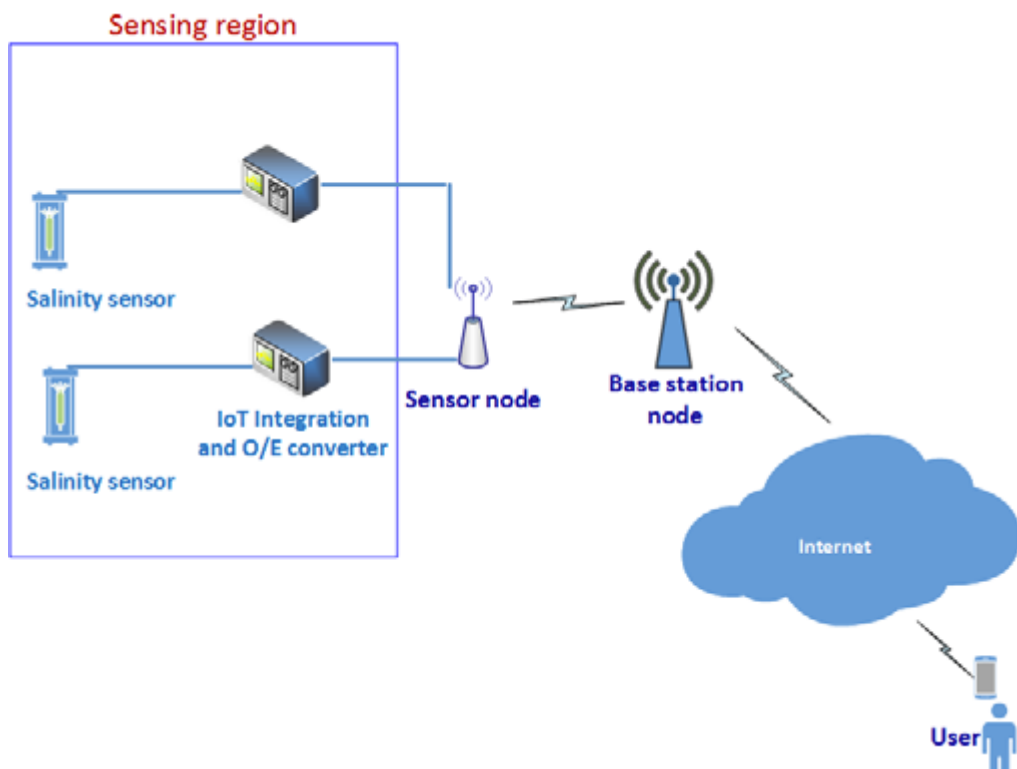 Sensing region
Salinity sensor
Sensor node
Base station
node
IoT Integration
and O/E converter
Salinity sensor
Internet
User